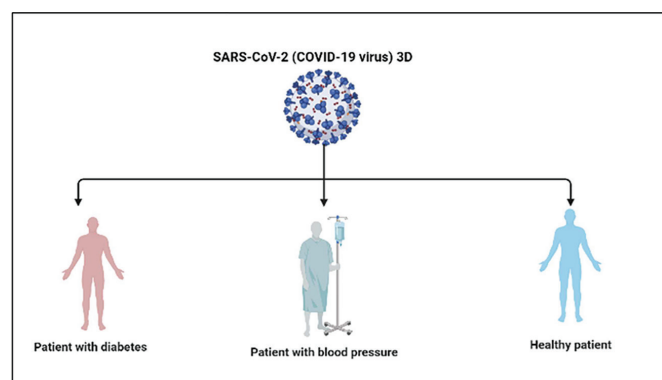 SARS-CoV-2 (COVID-19 virus) 3D
Patient with diabetes
Patient with blood pressure
Healthy patient